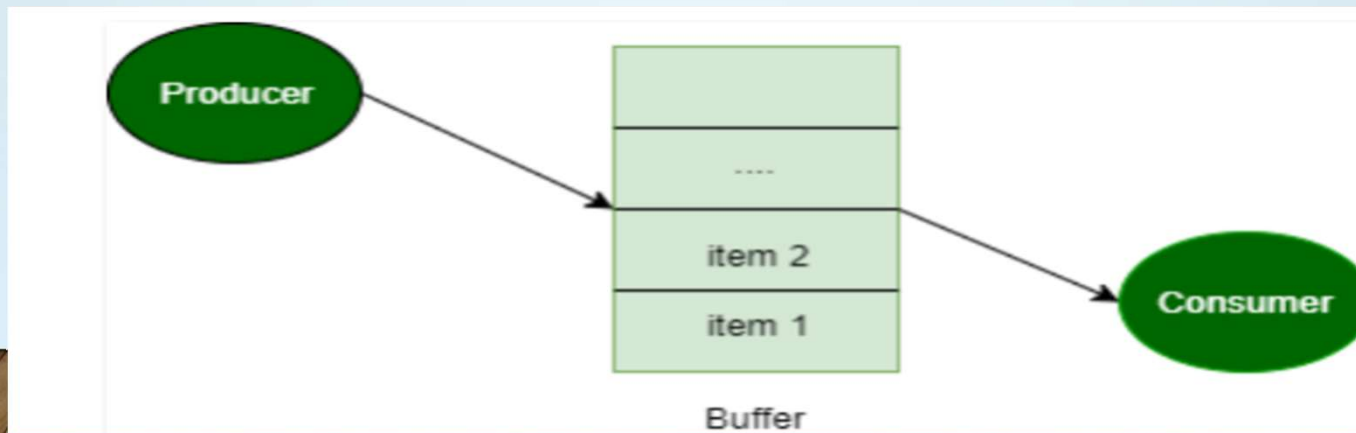 Producer
----
item 2
item 1
Consumer
Buffer